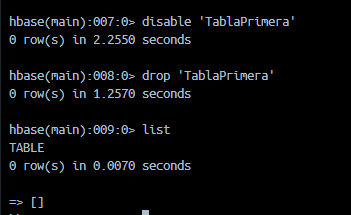 hbase(main):007:0> disable 'TablaPrimera'
0 row(s) in 2.2550 seconds
hbase(main):008:0> drop 'TablaPrimera'
0 row(s) in 1.2570 seconds
hbase(main):009:0> list
TABLE
0 row(s) in 0.0070 seconds
=> []